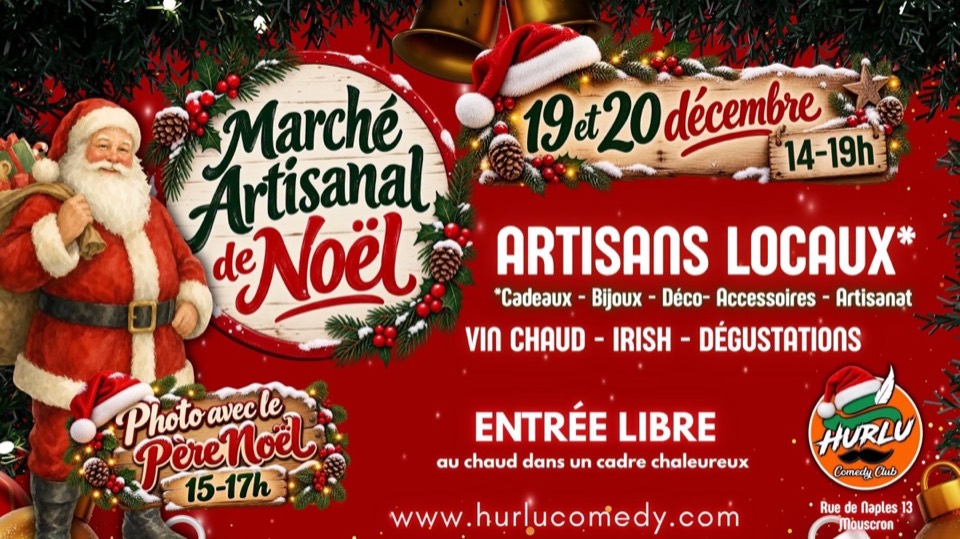 Marché
Artisanal
de Noël
19 et 20 décembre
14-19h
ARTISANS LOCAUX*
*Cadeaux - Bijoux - Déco- Accessoires - Artisanat
VIN CHAUD - IRISH - DÉGUSTATIONS
Photo avec le
Père Noël
15-17h
ENTRÉE LIBRE
au chaud dans un cadre chaleureux
www.hurlucomedy.com
HURLU
Comedy Club
Rue de Naples 13
Mouscron